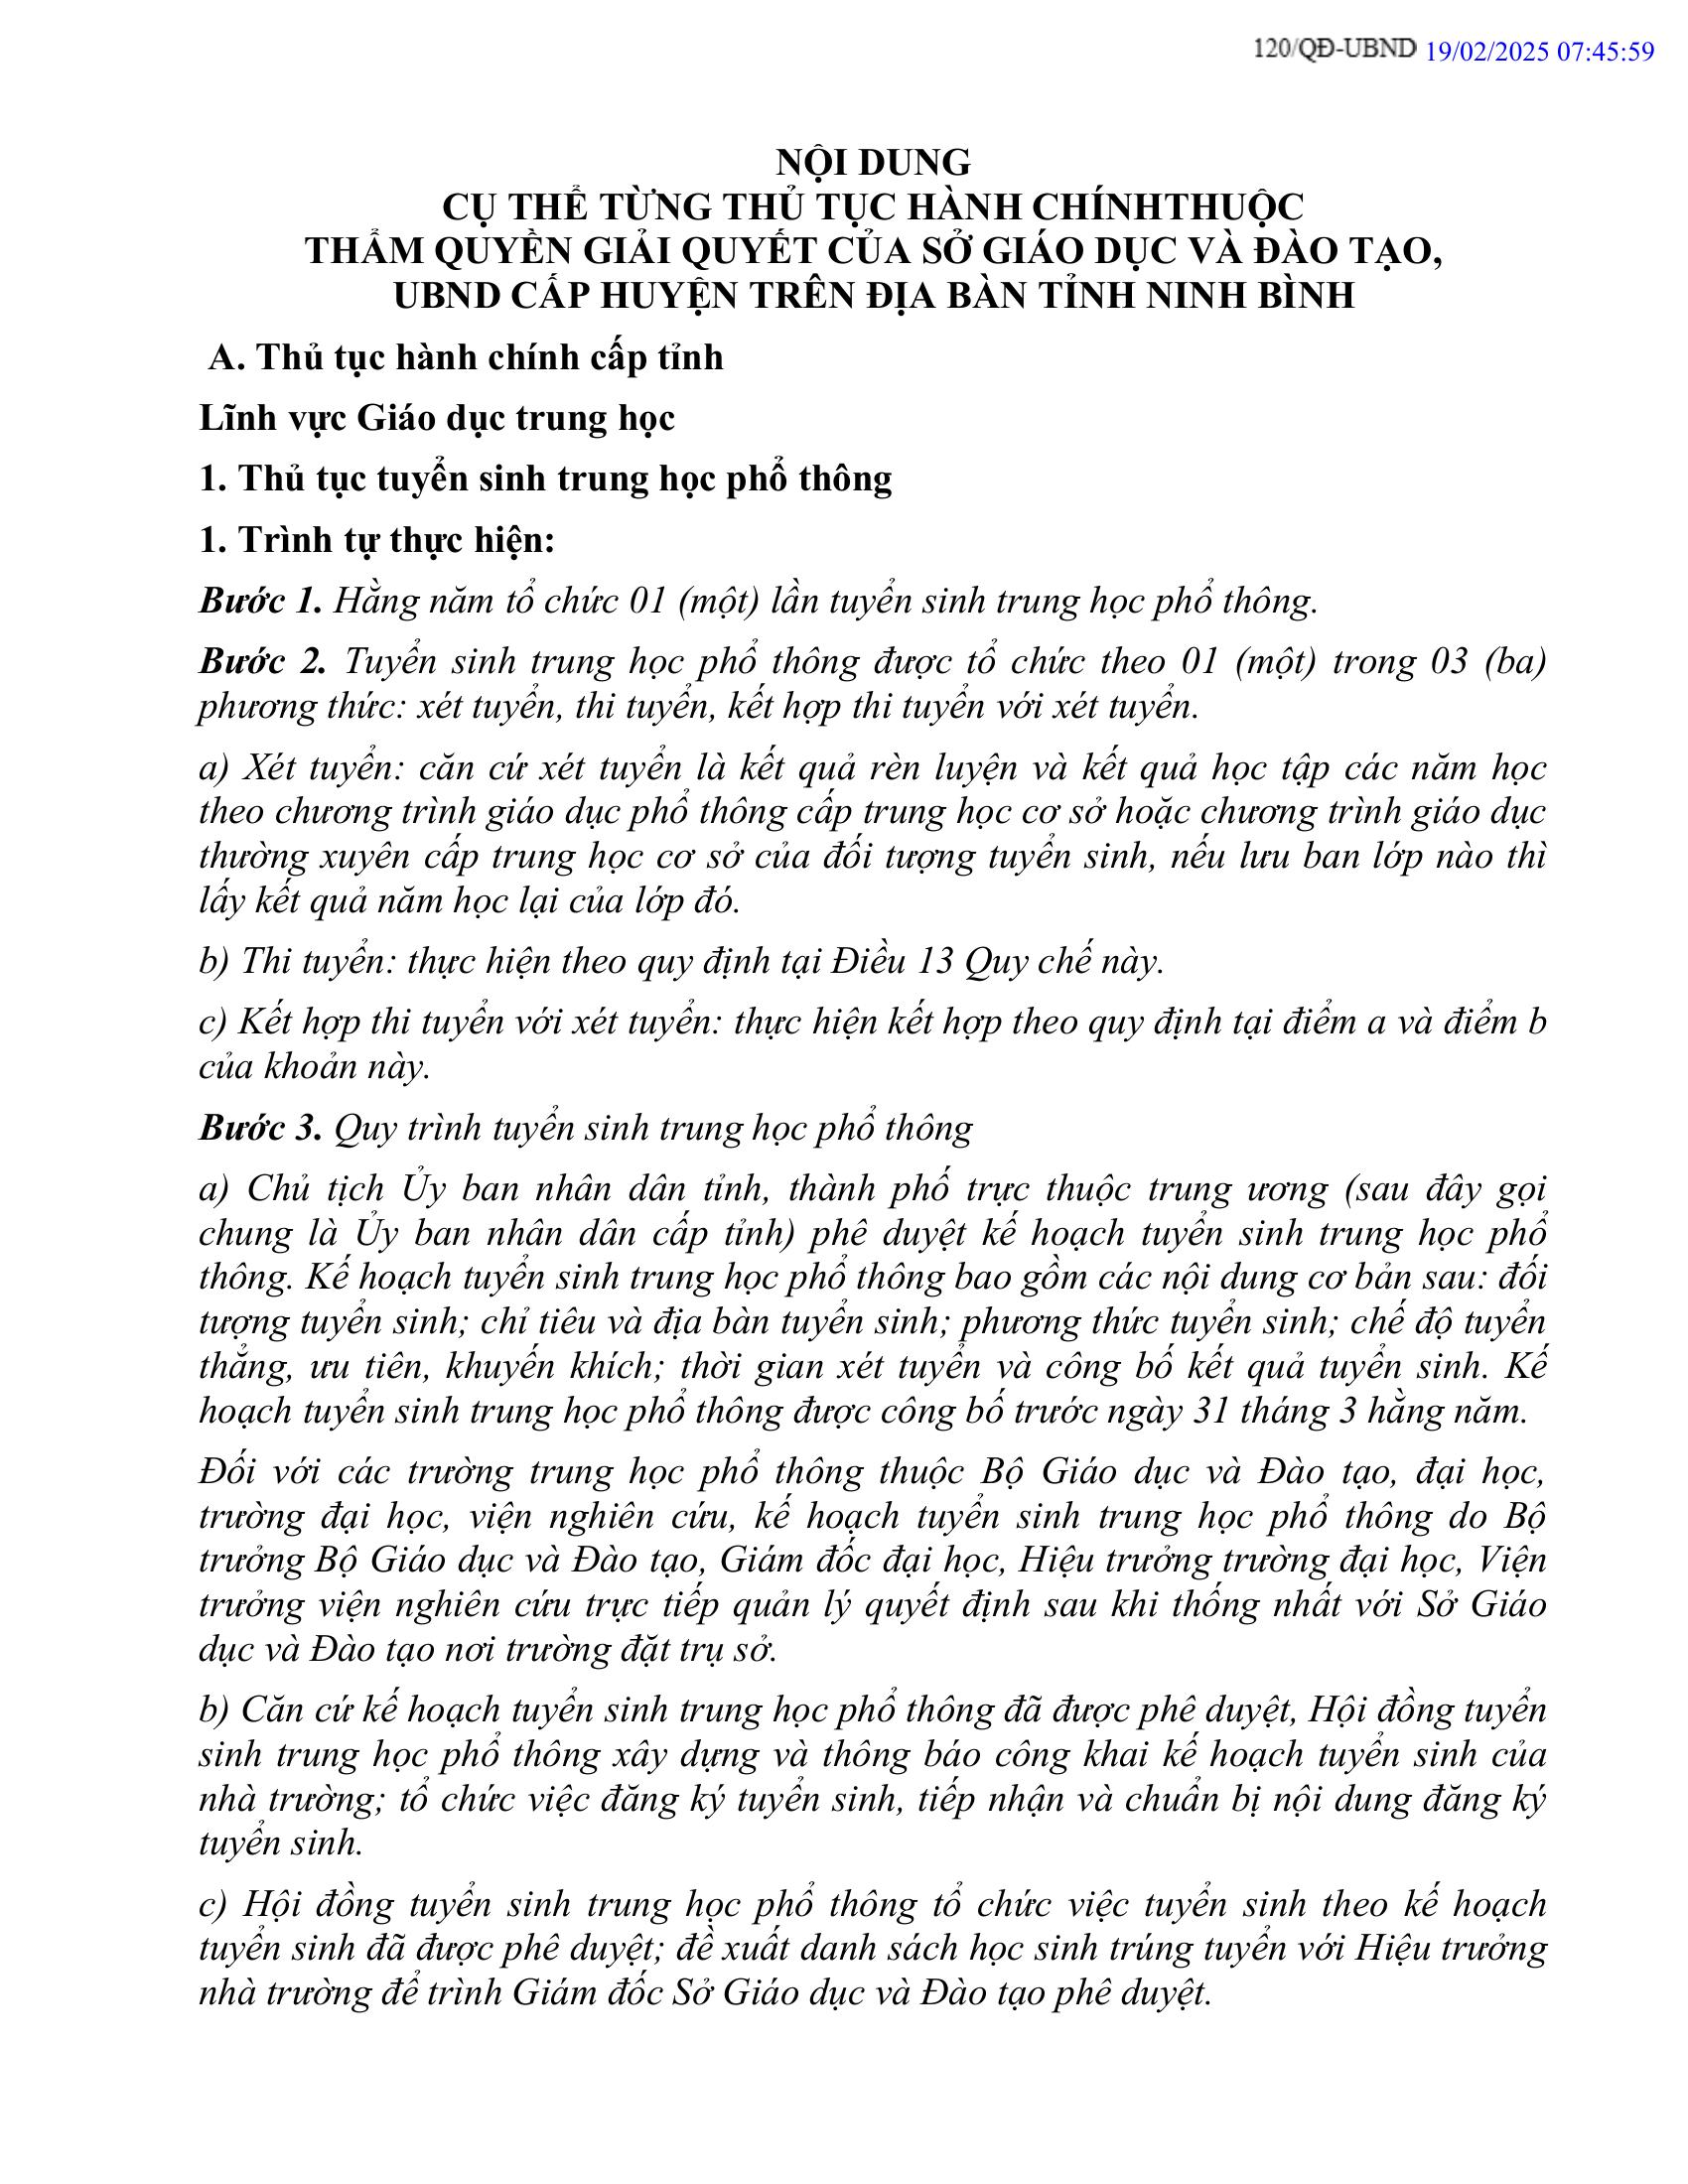 120/QĐ-UBND 19/02/2025 07:45:59
NỘI DUNG
CỤ THỂ TỪNG THỦ TỤC HÀNH CHÍNHTHUỘC
THẨM QUYỀN GIẢI QUYẾT CỦA SỞ GIÁO DỤC VÀ ĐÀO TẠO,
UBND CẤP HUYỆN TRÊN ĐỊA BÀN TỈNH NINH BÌNH
A. Thủ tục hành chính cấp tỉnh
Lĩnh vực Giáo dục trung học
1. Thủ tục tuyển sinh trung học phổ thông
1. Trình tự thực hiện:
Bước 1. Hằng năm tổ chức 01 (một) lần tuyển sinh trung học phổ thông.
Bước 2. Tuyển sinh trung học phổ thông được tổ chức theo 01 (một) trong 03 (ba)
phương thức: xét tuyển, thi tuyển, kết hợp thi tuyển với xét tuyển.
a) Xét tuyển: căn cứ xét tuyển là kết quả rèn luyện và kết quả học tập các năm học
theo chương trình giáo dục phổ thông cấp trung học cơ sở hoặc chương trình giáo dục
thường xuyên cấp trung học cơ sở của đối tượng tuyển sinh, nếu lưu ban lớp nào thì
lấy kết quả năm học lại của lớp đó.
b) Thi tuyển: thực hiện theo quy định tại Điều 13 Quy chế này.
c) Kết hợp thi tuyển với xét tuyển: thực hiện kết hợp theo quy định tại điểm a và điểm b
của khoản này.
Bước 3. Quy trình tuyển sinh trung học phổ thông
a) Chủ tịch Ủy ban nhân dân tỉnh, thành phố trực thuộc trung ương (sau đây gọi
chung là Ủy ban nhân dân cấp tỉnh) phê duyệt kế hoạch tuyển sinh trung học phổ
thông. Kế hoạch tuyển sinh trung học phổ thông bao gồm các nội dung cơ bản sau: đối
tượng tuyển sinh; chỉ tiêu và địa bàn tuyển sinh; phương thức tuyển sinh; chế độ tuyển
thẳng, ưu tiên, khuyến khích; thời gian xét tuyển và công bố kết quả tuyển sinh. Kế
hoạch tuyển sinh trung học phổ thông được công bố trước ngày 31 tháng 3 hằng năm.
Đối với các trường trung học phổ thông thuộc Bộ Giáo dục và Đào tạo, đại học,
trường đại học, viện nghiên cứu, kế hoạch tuyển sinh trung học phổ thông do Bộ
trưởng Bộ Giáo dục và Đào tạo, Giám đốc đại học, Hiệu trưởng trường đại học, Viện
trưởng viện nghiên cứu trực tiếp quản lý quyết định sau khi thống nhất với Sở Giáo
dục và Đào tạo nơi trường đặt trụ sở.
b) Căn cứ kế hoạch tuyển sinh trung học phổ thông đã được phê duyệt, Hội đồng tuyển
sinh trung học phổ thông xây dựng và thông báo công khai kế hoạch tuyển sinh của
nhà trường; tổ chức việc đăng ký tuyển sinh, tiếp nhận và chuẩn bị nội dung đăng ký
tuyển sinh.
c) Hội đồng tuyển sinh trung học phổ thông tổ chức việc tuyển sinh theo kế hoạch
tuyển sinh đã được phê duyệt; đề xuất danh sách học sinh trúng tuyển với Hiệu trưởng
nhà trường để trình Giám đốc Sở Giáo dục và Đào tạo phê duyệt.